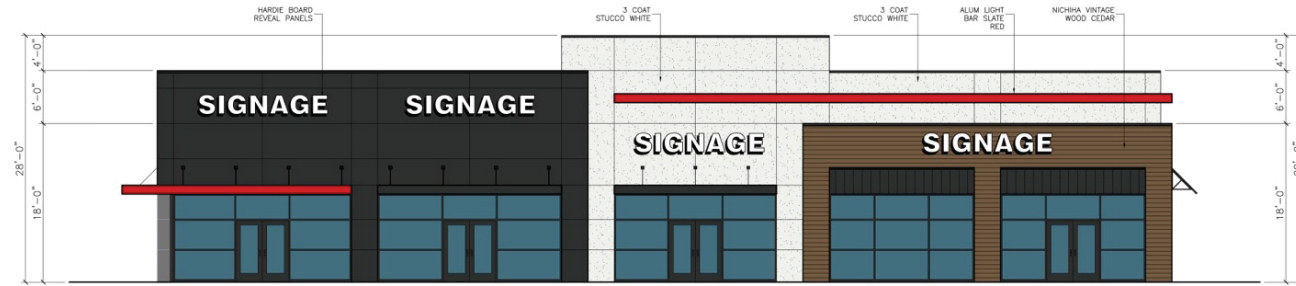 HARDIE BOARD
REVEAL PANELS
3 COAT
STUCCO WHITE
3 COAT
STUCCO WHITE
ALUM LIGHT
BAR SLATE
RED
NICHIHA VINTAGE
WOOD CEDAR
4'-0"
6'-0"
28'-0"
18'-0"
SIGNAGE
SIGNAGE
SIGNAGE
SIGNAGE
4'-0"
6'-0"
18'-0"